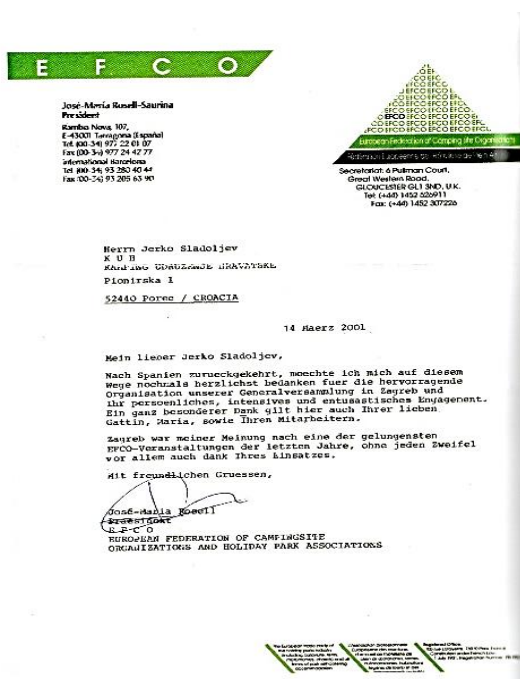 E F C O
José-Maria Rosell-Saurina
President
Rambla Nova, 107,
E-43001 Tarragona (España)
Tel. (00-34) 977 22 01 07
Fax (00-34) 977 24 47 77
International Barcelona
Tel. (00-34) 93 280 40 44
Fax (00-34) 93 205 63 90
EFCO
European Federation of Camping Site Organisations
Secretariat: 6 Pullman Court,
Great Western Road,
GLOUCESTER GL1 3ND, U.K.
Tel: (+44) 1452 526911
Fax: (+44) 1452 307226
Herrn Jerko Sladoljev
K U H
KAMPING UDRUZENJE HRVATSKE
Pionirska 1
52440 Porec / CROACIA
14 Maerz 2001
Mein lieber Jerko Sladoljev,
Nach Spanien zurueckgekehrt, moechte ich mich auf diesem
Wege nochmals herzlichst bedanken fuer die hervorragende
Organisation unserer Generalversammlung in Zagreb und
Ihr persoenliches, intensives und entusastisches Engagement.
Ein ganz besonderer Dank gilt hier auch Ihrer lieben
Gattin, Maria, sowie Ihren Mitarbeitern.
Zagreb war meiner Meinung nach eine der gelungensten
EFCO-Veranstaltungen der letzten Jahre, ohne jeden Zweifel
vor allem auch dank Ihres Einsatzes.
Mit freundlichen Gruessen,
José-Maria Rosell
Praesident
E F C O
EUROPEAN FEDERATION OF CAMPINGSITE
ORGANIZATIONS AND HOLIDAY PARK ASSOCIATIONS